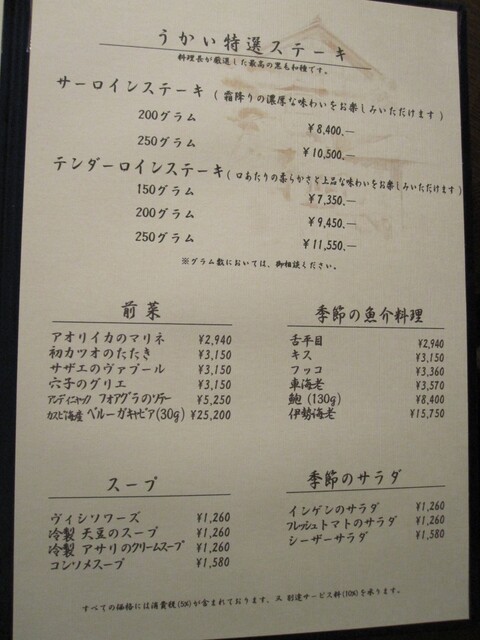 うかい特選ステーキ
料理長が厳選した最高の黒毛和種です。
サーロインステーキ(霜降りの濃厚な味わいをお楽しみいただけます)
200グラム ¥8,400.—
250グラム ¥10,500.—
テンダーロインステーキ(口あたりの柔らかさと上品な味わいをお楽しみいただけます)
150グラム ¥7,350.—
200グラム ¥9,450.—
250グラム ¥11,550.—
※グラム数においては、御相談ください。
前菜
アオリイカのマリネ ¥2,940
初カツオのたたき ¥3,150
サザエのヴァプール ¥3,150
穴子のグリエ ¥3,150
アンディニャック フォアグラのソテー ¥5,250
カスピ海産 ベルーガキャビア(30g) ¥25,200
季節の魚介料理
舌平目 ¥2,940
キス ¥3,150
フッコ ¥3,360
車海老 ¥3,570
鮑(130g) ¥8,400
伊勢海老 ¥15,750
スープ
ヴィシソワーズ ¥1,260
冷製 天豆のスープ ¥1,260
冷製 アサリのクリームスープ ¥1,260
コンソメスープ ¥1,580
季節のサラダ
インゲンのサラダ ¥1,260
フレッシュトマトのサラダ ¥1,260
シーザーサラダ ¥1,580
すべての価格には消費税(5%)が含まれております。又 別途サービス料(10%)を承ります。